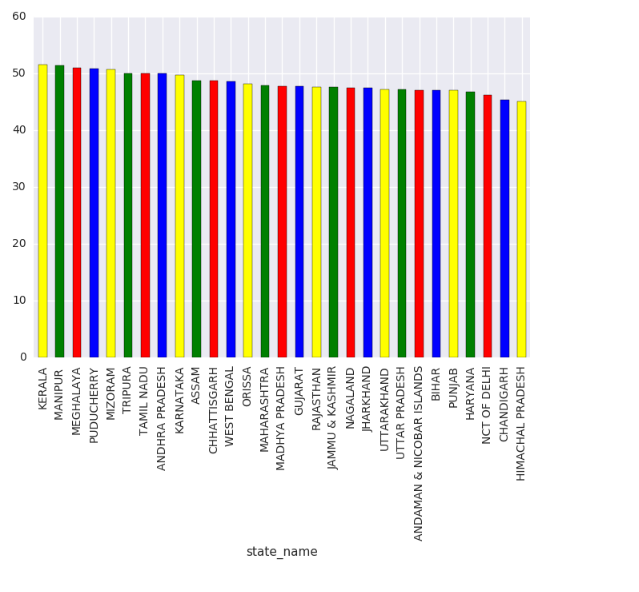 60
50
40
30
20
10
0
KERALA
MANIPUR
MEGHALAYA
PUDUCHERRY
MIZORAM
TRIPURA
TAMIL NADU
ANDHRA PRADESH
KARNATAKA
ASSAM
CHHATTISGARH
WEST BENGAL
ORISSA
MAHARASHTRA
MADHYA PRADESH
GUJARAT
RAJASTHAN
JAMMU & KASHMIR
NAGALAND
JHARKHAND
UTTARAKHAND
UTTAR PRADESH
ANDAMAN & NICOBAR ISLANDS
BIHAR
PUNJAB
HARYANA
NCT OF DELHI
CHANDIGARH
HIMACHAL PRADESH
state_name